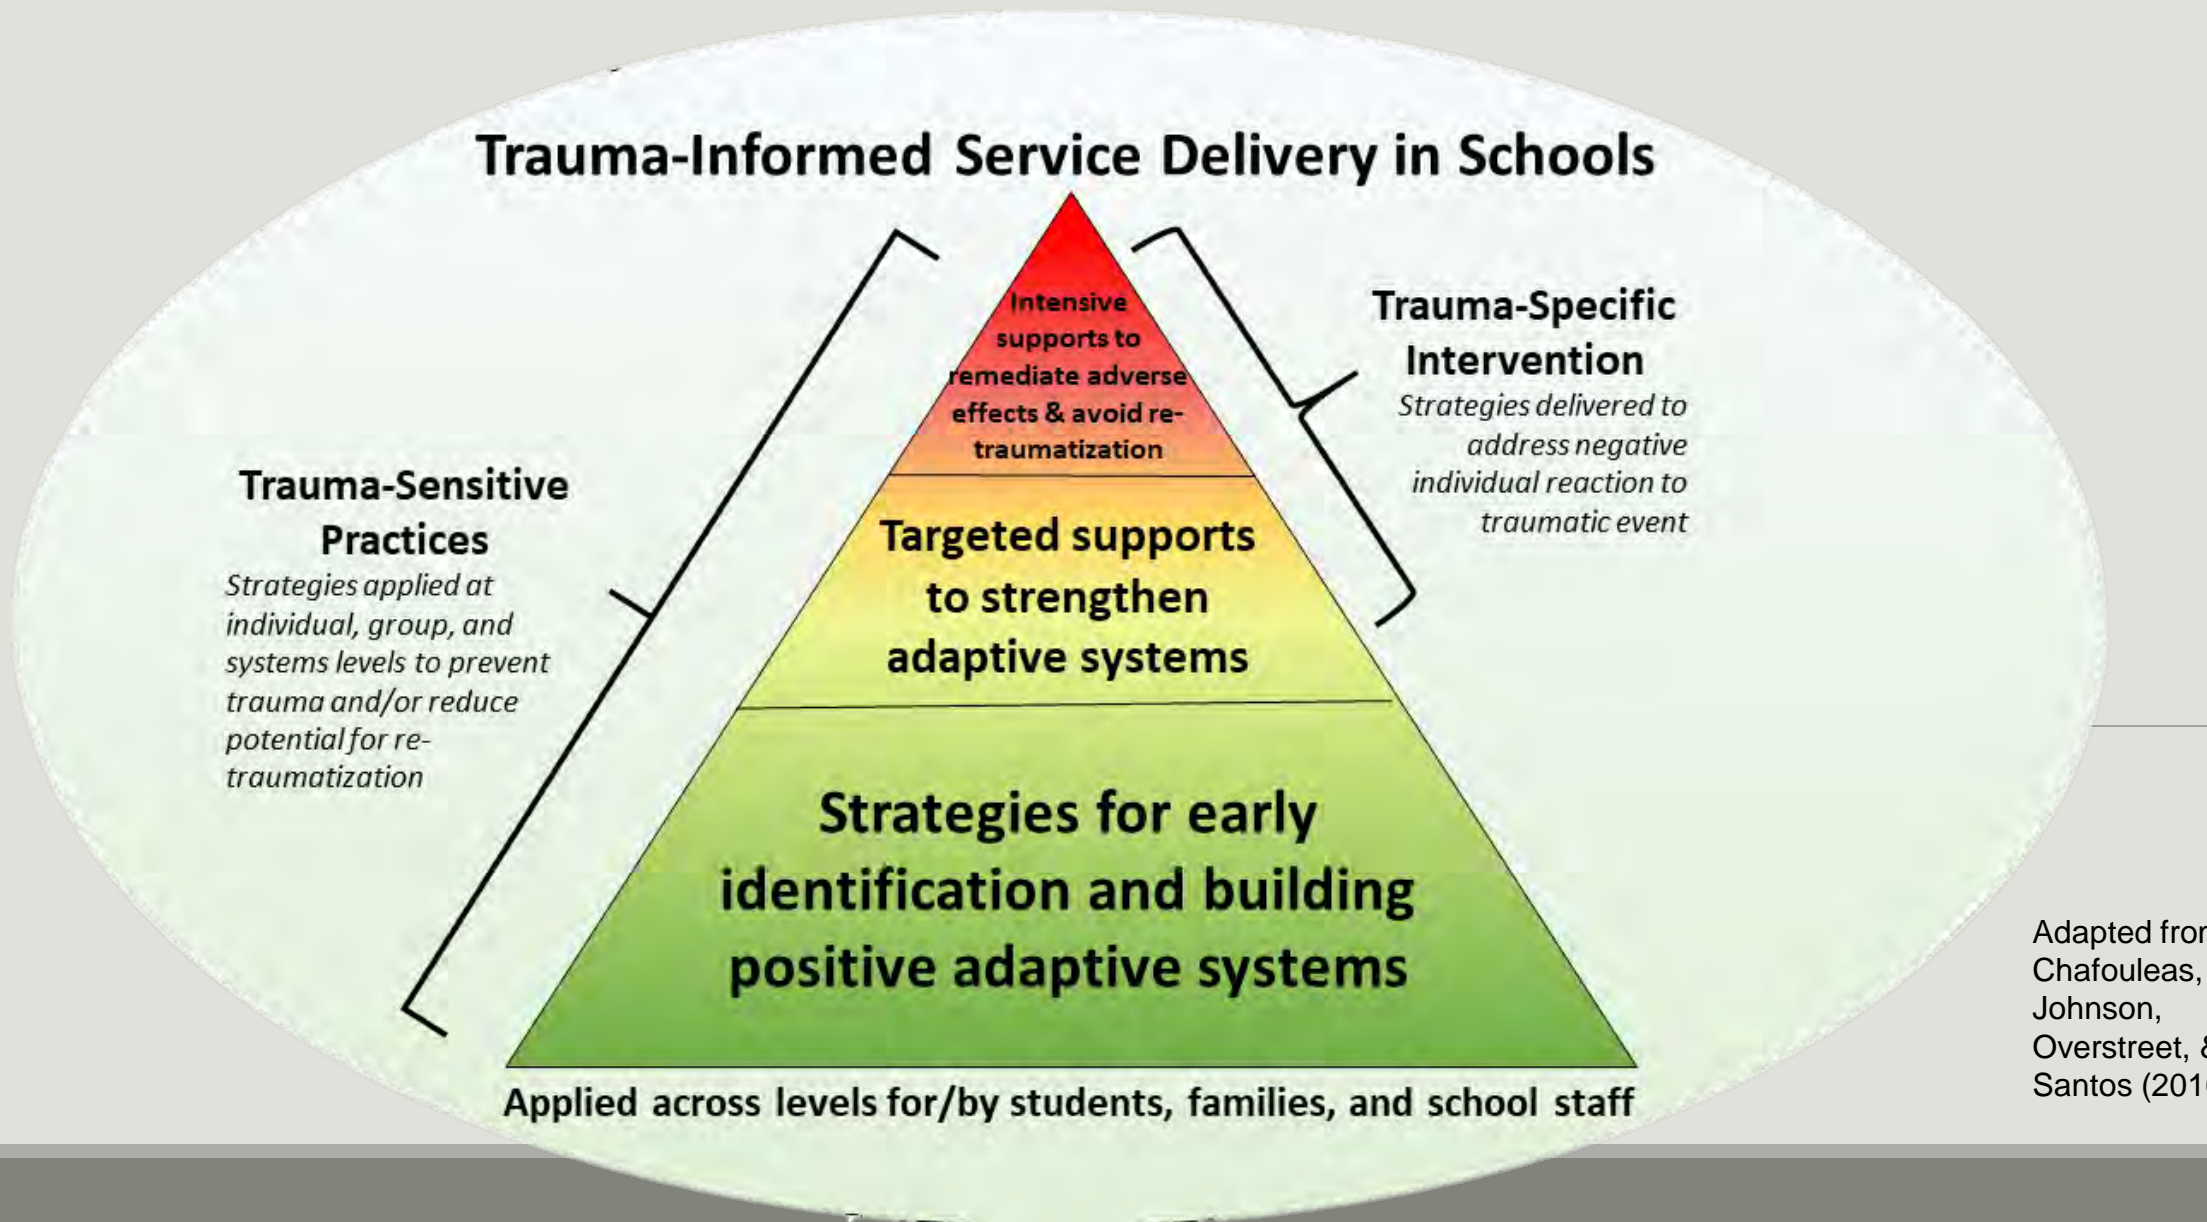 Trauma-Informed Service Delivery in Schools
Intensive
supports to
remediate adverse
effects & avoid re-
traumatization
Targeted supports
to strengthen
adaptive systems
Strategies for early
identification and building
positive adaptive systems
Trauma-Sensitive
Practices
Strategies applied at
individual, group, and
systems levels to prevent
trauma and/or reduce
potential for re-
traumatization
Trauma-Specific
Intervention
Strategies delivered to
address negative
individual reaction to
traumatic event
Applied across levels for/by students, families, and school staff
Adapted
Chafouleas,
Johnson,
Overstreet,
Santos